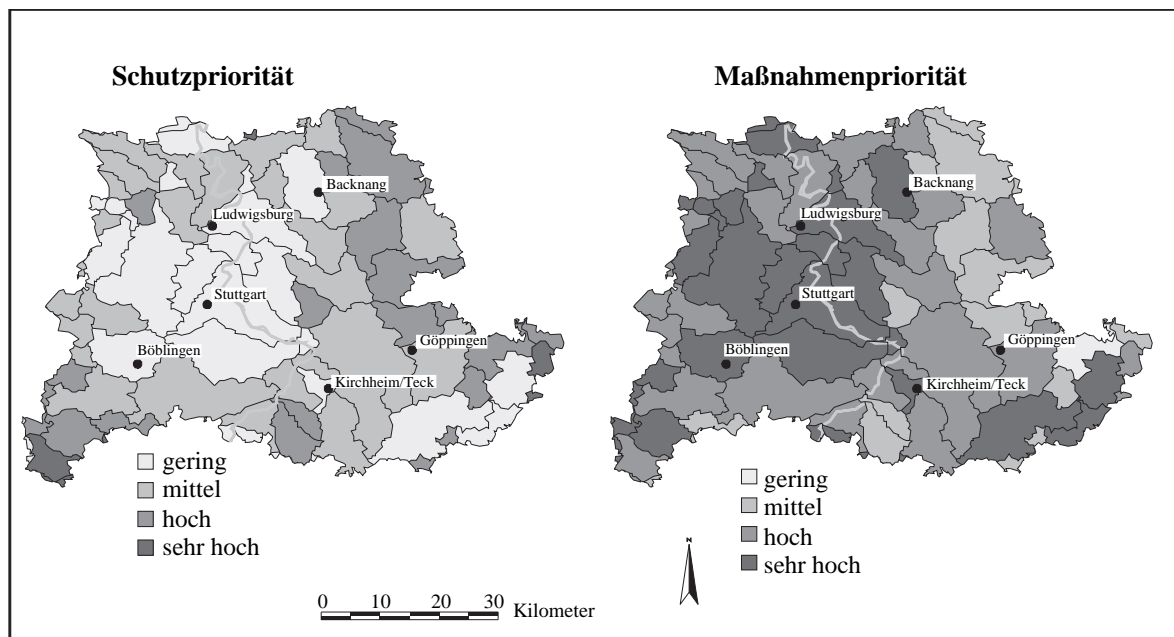 Schutzpriorität
Backnang
Ludwigsburg
Stuttgart
Göppingen
Böblingen
Kirchheim/Teck
gering
mittel
hoch
sehr hoch
Maßnahmenpriorität
Backnang
Ludwigsburg
Stuttgart
Göppingen
Böblingen
Kirchheim/Teck
gering
mittel
hoch
sehr hoch
N
0 10 20 30 Kilometer